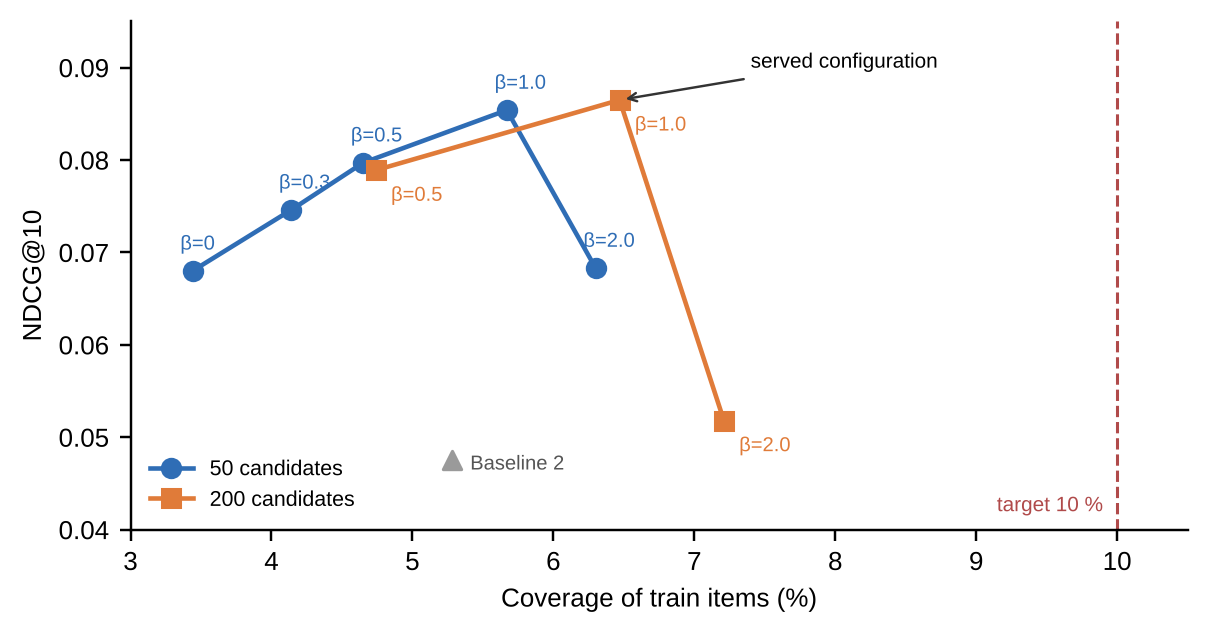 served configuration
0.09
β=1.0
β=1.0
β=0.5
0.08
β=0.3
β=0.5
β=0
β=2.0
0.07
NDCG@10
0.06
0.05
β=2.0
Baseline 2
50 candidates
200 candidates
target 10 %
0.04
3 4 5 6 7 8 9 10
Coverage of train items (%)